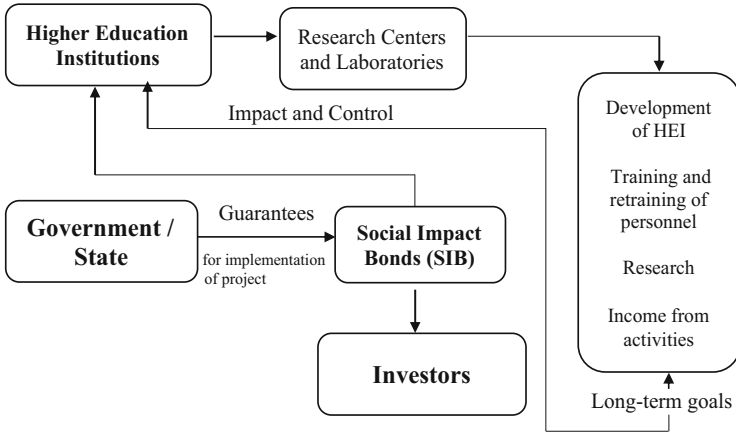 Higher Education
Institutions
Research Centers
and Laboratories
Impact and Control
Development
of HEI
Training and
retraining of
personnel
Research
Income from
activities
Government /
State
Guarantees
for implementation
of project
Social Impact
Bonds (SIB)
Investors
Long-term goals